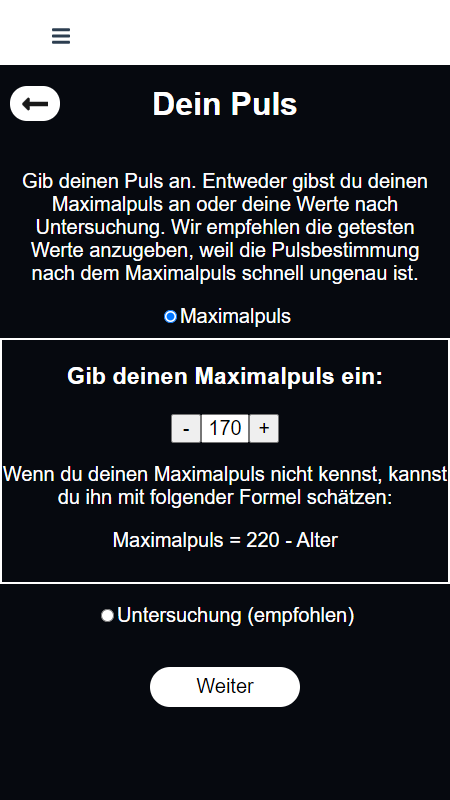 Dein Puls
Gib deinen Puls an. Entweder gibst du deinen
Maximalpuls an oder deine Werte nach
Untersuchung. Wir empfehlen die getesten
Werte anzugeben, weil die Pulsbestimmung
nach dem Maximalpuls schnell ungenau ist.
Maximalpuls
Gib deinen Maximalpuls ein:
- 170 +
Wenn du deinen Maximalpuls nicht kennst, kannst
du ihn mit folgender Formel schätzen:
Maximalpuls = 220 - Alter
Untersuchung (empfohlen)
Weiter